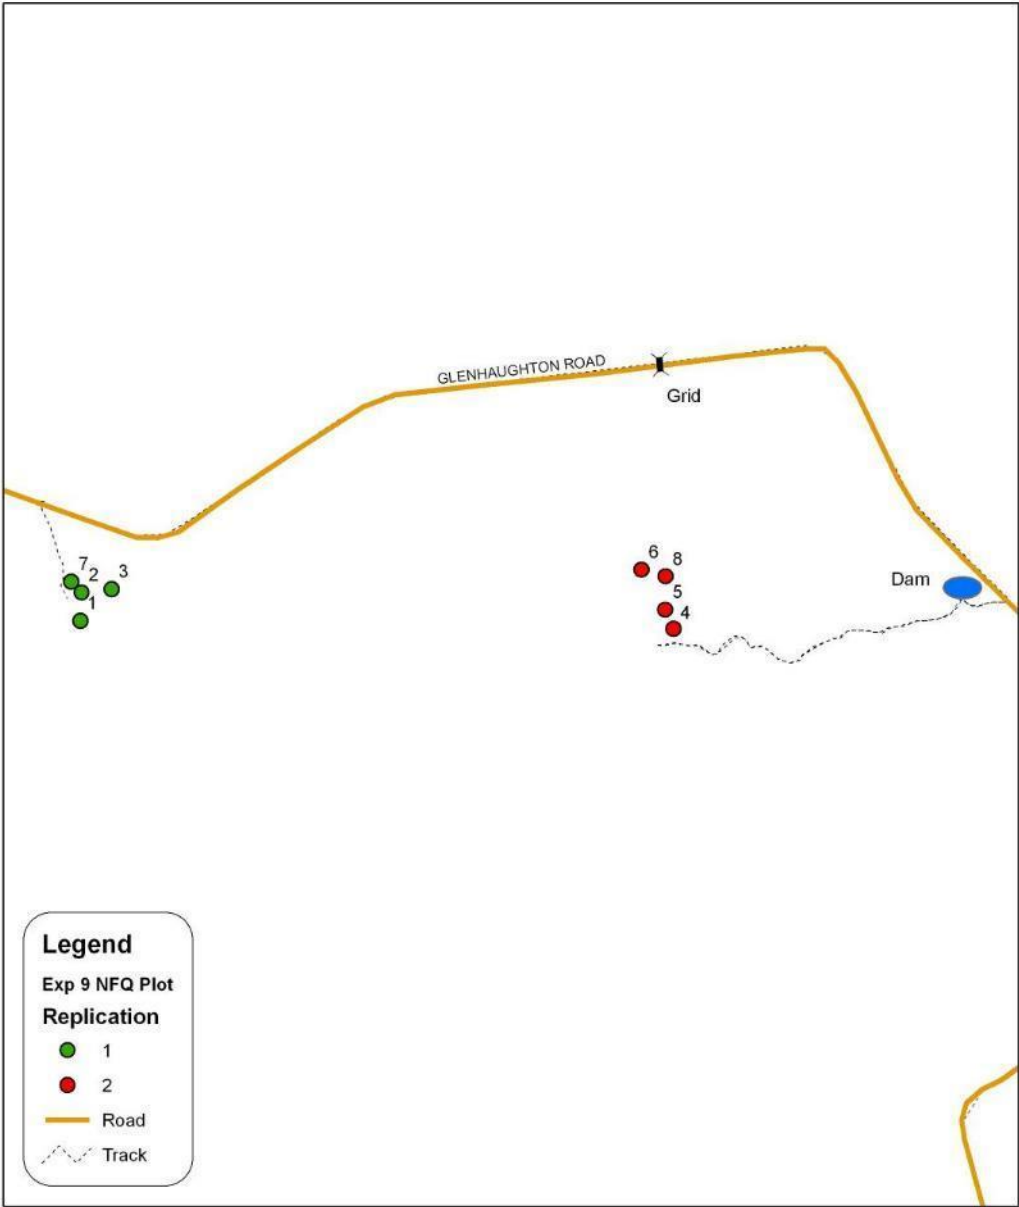 GLENHAUGHTON ROAD
Grid
6
8
7
2
3
Dam
5
1
4
Legend
Exp 9 NFQ Plot
Replication
1
2
Road
Track